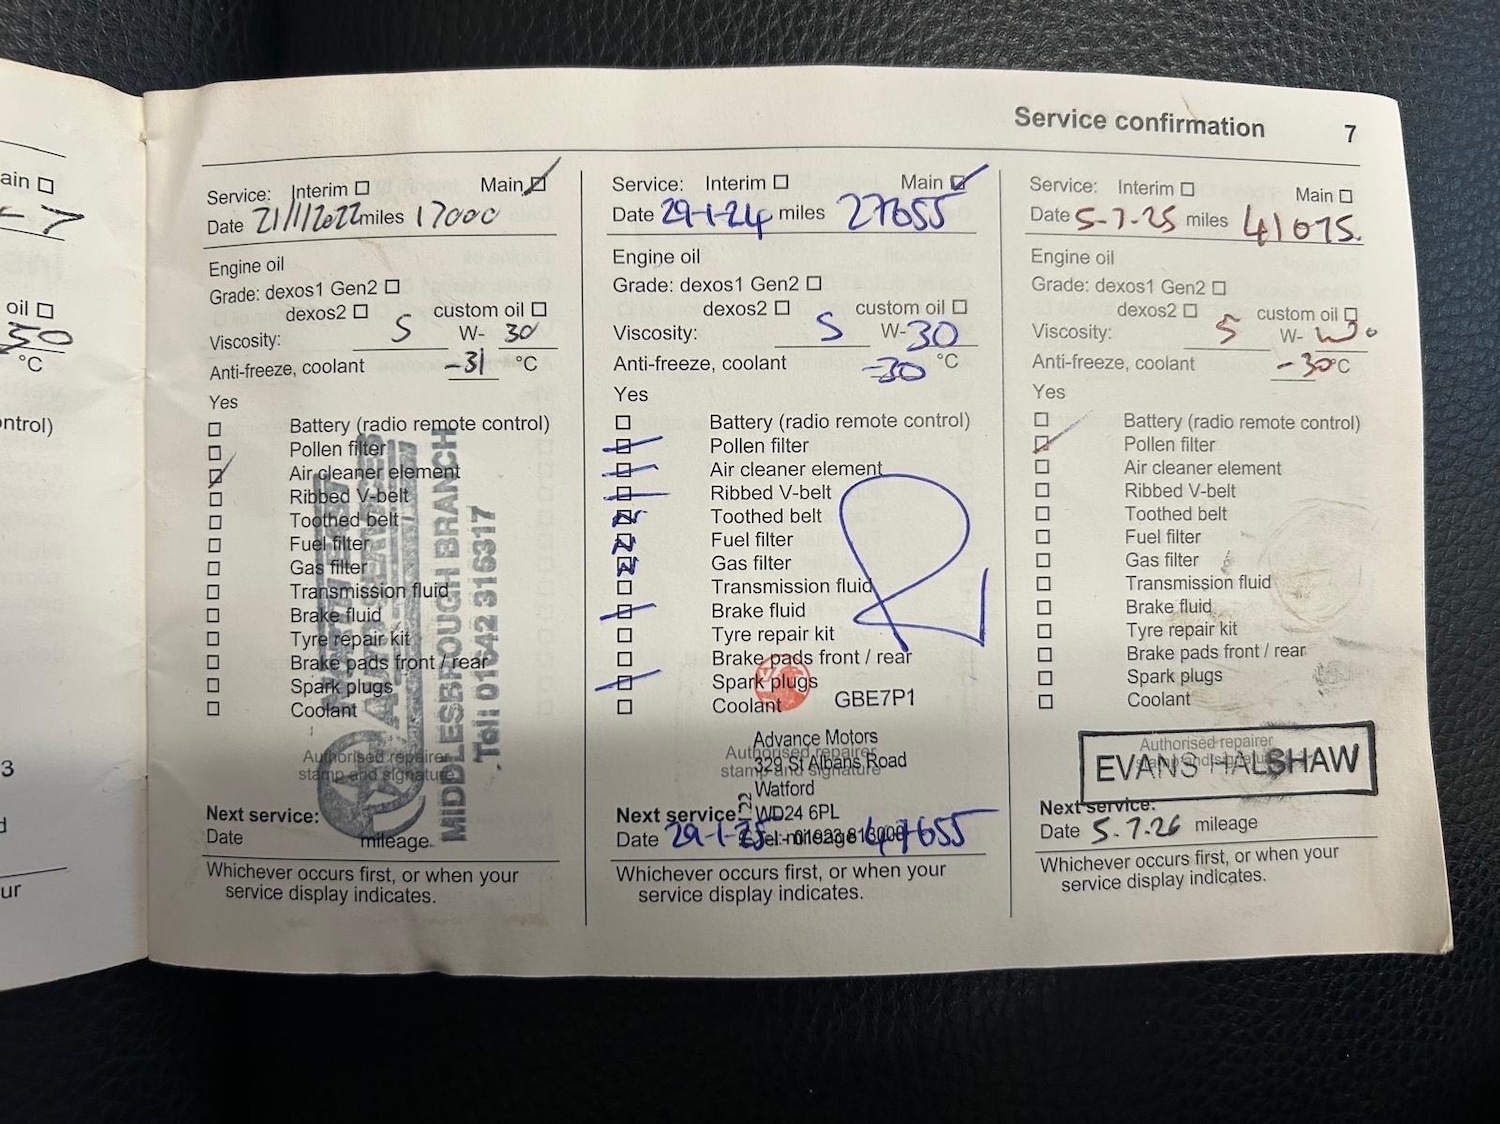 Service confirmation 7
ain
-7
oil
50
°C
ontrol)
3
d
ur
Service: Interim Main
Date 21/1/2022 miles 17000
Engine oil
Grade: dexos1 Gen2
dexos2 custom oil
Viscosity: 5 W- 30
Anti-freeze, coolant -31 °C
Yes
Battery (radio remote control)
Pollen filter
Air cleaner element
Ribbed V-belt
Toothed belt
Fuel filter
Gas filter
Transmission fluid
Brake fluid
Tyre repair kit
Brake pads front / rear
Spark plugs
Coolant
Authorised repairer
stamp and signature
MIDDLESBROUGH BRANCH
Tel: 01642 316317
Next service:
Date mileage
Whichever occurs first, or when your
service display indicates.
Service: Interim Main
Date 29-1-24 miles 27655
Engine oil
Grade: dexos1 Gen2
dexos2 custom oil
Viscosity: 5 W-30
Anti-freeze, coolant -30 °C
Yes
Battery (radio remote control)
Pollen filter
Air cleaner element
Ribbed V-belt
Toothed belt
Fuel filter
Gas filter
Transmission fluid
Brake fluid
Tyre repair kit
Brake pads front / rear
Spark plugs
Coolant GBE7P1
Authorised repairer
stamp and signature
Advance Motors
329 St Albans Road
Watford
WD24 6PL
Next service:
Date 29-1-25 mileage 47655
Whichever occurs first, or when your
service display indicates.
Service: Interim Main
Date 5-7-25 miles 41075.
Engine oil
Grade: dexos1 Gen2
dexos2 custom oil
Viscosity: 5 W- 30
Anti-freeze, coolant -30°C
Yes
Battery (radio remote control)
Pollen filter
Air cleaner element
Ribbed V-belt
Toothed belt
Fuel filter
Gas filter
Transmission fluid
Brake fluid
Tyre repair kit
Brake pads front / rear
Spark plugs
Coolant
Authorised repairer
stamp and signature
EVANS HALSHAW
Next service:
Date 5.7.26 mileage
Whichever occurs first, or when your
service display indicates.